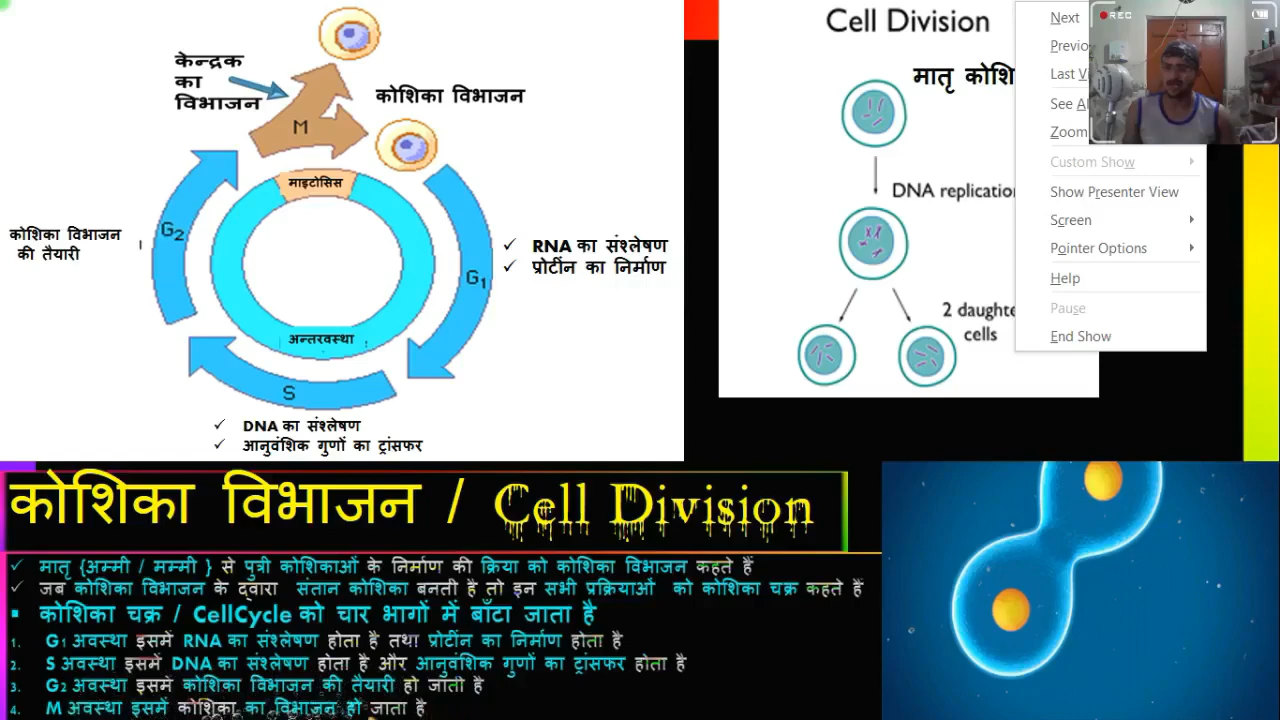 केन्द्रक
का
विभाजन
कोशिका विभाजन
M
माइटोसिस
G2
कोशिका विभाजन
की तैयारी
RNA का संश्लेषण
प्रोटीन का निर्माण
G1
अन्तरवस्था
S
DNA का संश्लेषण
आनुवंशिक गुणों का ट्रांसफर
Cell Division
मातृ
DNA replication
2
cells
Next
Last
See
Zoom
Custom Show
Show Presenter View
Screen
Pointer Options
Help
Pause
End Show
REC
कोशिका विभाजन / Cell Division
मातृ {अम्मी / मम्मी } से पुत्री कोशिकाओं के निर्माण की क्रिया को कोशिका विभाजन कहते हैं
जब कोशिका विभाजन के द्वारा संतान कोशिका बनती है तो इन सभी प्रक्रियाओं को कोशिका चक्र कहते हैं
कोशिका चक्र / CellCycle को चार भागों में बाँटा जाता है
1. G1 अवस्था इसमें RNA का संश्लेषण होता है तथा प्रोटीन का निर्माण होता है
2. S अवस्था इसमें DNA का संश्लेषण होता है और आनुवंशिक गुणों का ट्रांसफर होता है
3. G2 अवस्था इसमें कोशिका विभाजन की तैयारी हो जाती है
4. M अवस्था इसमें कोशिका का विभाजन हो जाता है